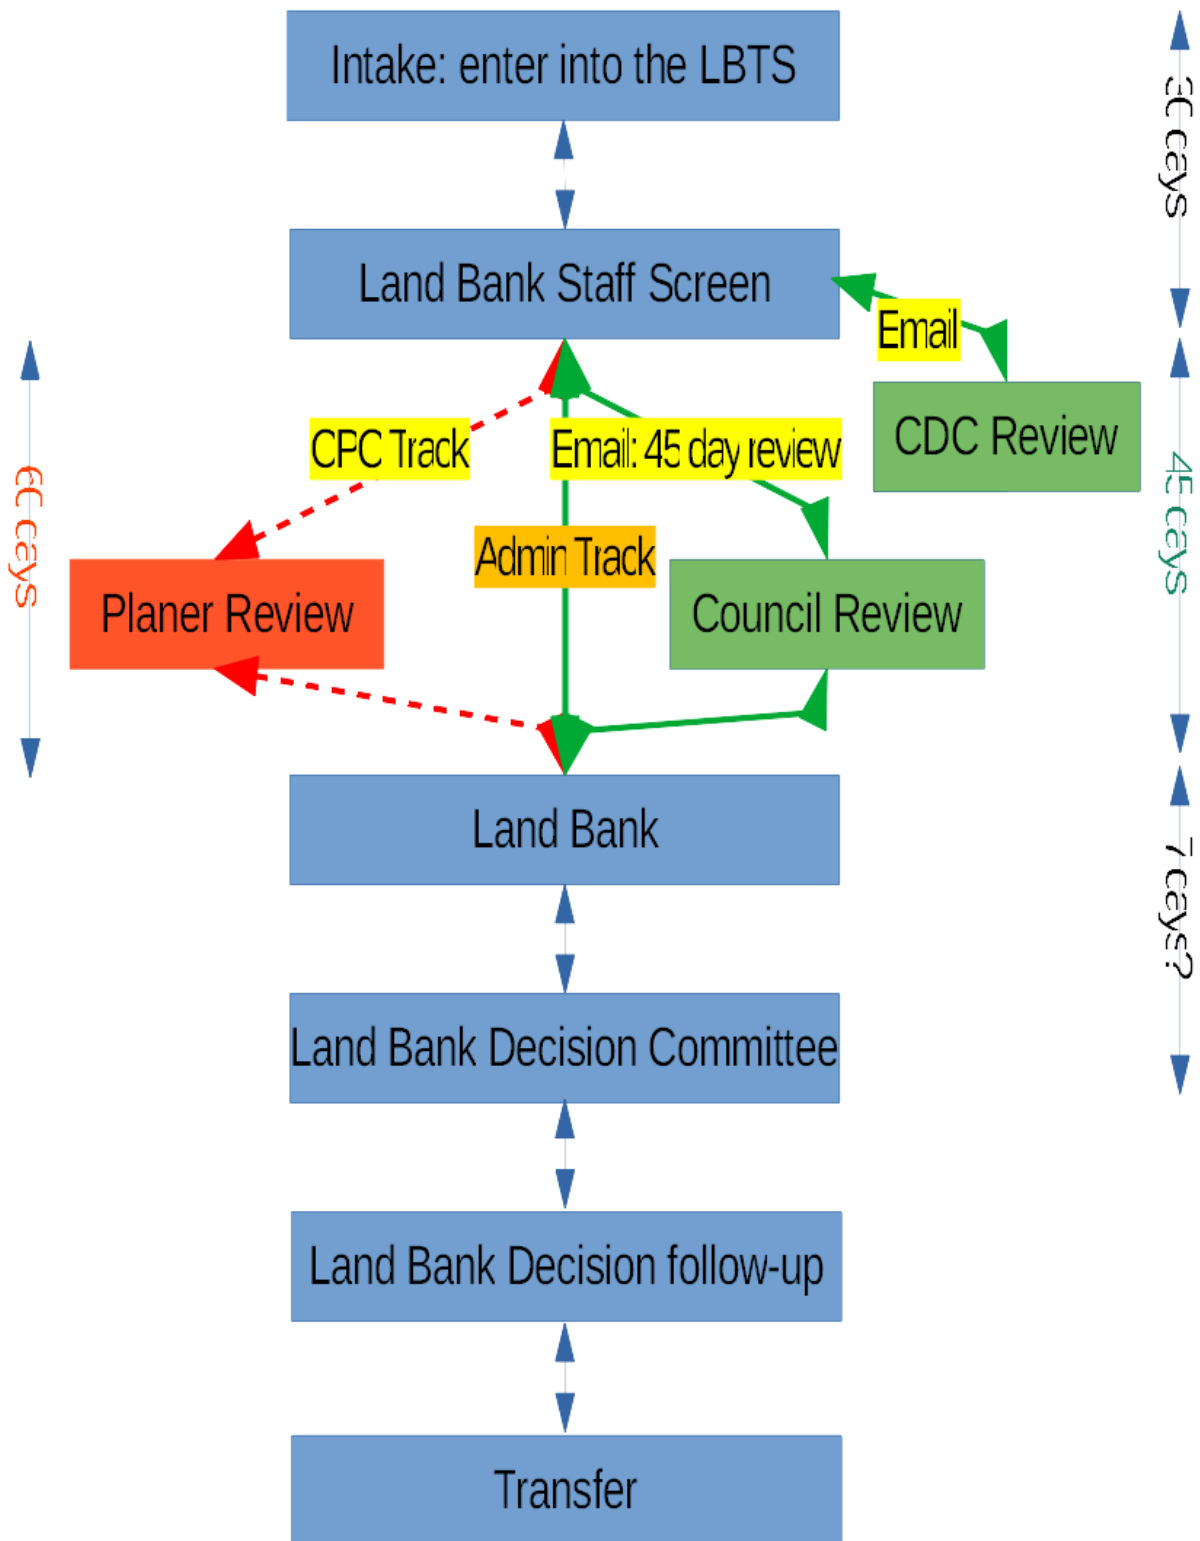 Intake: enter into the LBTS
30 days
Land Bank Staff Screen
Email
CDC Review
CPC Track
Email: 45 day review
60 days
45 days
Admin Track
Planer Review
Council Review
Land Bank
7 days?
Land Bank Decision Committee
Land Bank Decision follow-up
Transfer